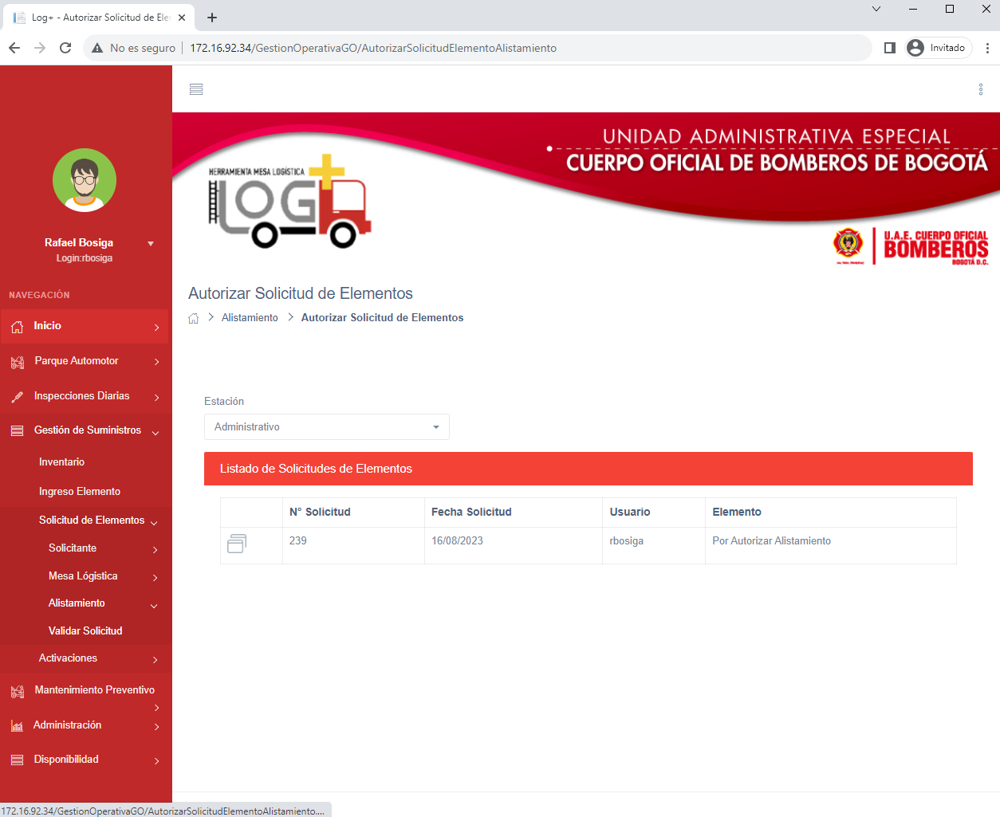 Log+ - Autorizar Solicitud de Ele
No es seguro
172.16.92.34/GestionOperativaGO/AutorizarSolicitudElementoAlistamiento
Invitado
UNIDAD ADMINISTRATIVA ESPECIAL
CUERPO OFICIAL DE BOMBEROS DE BOGOTÁ
HERRAMIENTA MESA LOGÍSTICA
LOG
U.A.E. CUERPO OFICIAL
BOMBEROS
BOGOTÁ D.C.
Rafael Bosiga
Login:rbosiga
NAVEGACIÓN
Inicio
Parque Automotor
Inspecciones Diarias
Gestión de Suministros
Inventario
Ingreso Elemento
Solicitud de Elementos
Solicitante
Mesa Lógistica
Alistamiento
Validar Solicitud
Activaciones
Mantenimiento Preventivo
Administración
Disponibilidad
Autorizar Solicitud de Elementos
Alistamiento
Autorizar Solicitud de Elementos
Estación
Administrativo
Listado de Solicitudes de Elementos
N° Solicitud Fecha Solicitud Usuario Elemento
239 16/08/2023 rbosiga Por Autorizar Alistamiento
172.16.92.34/GestionOperativaGO/AutorizarSolicitudElementoAlistamiento....